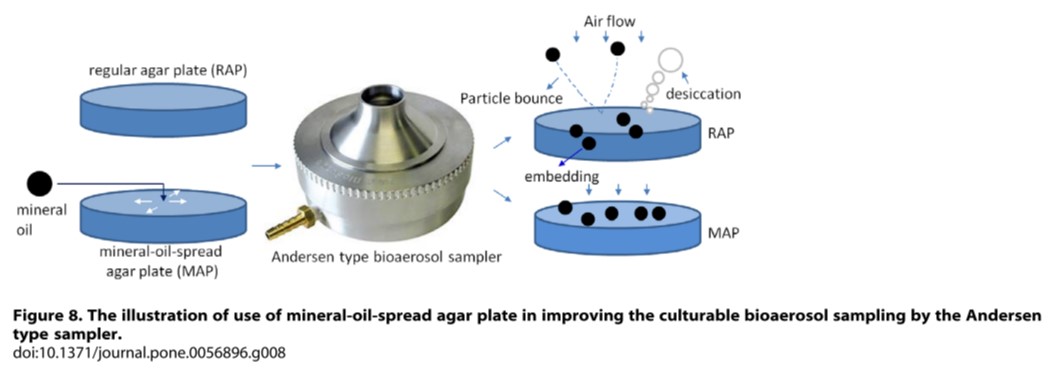 Air flow
regular agar plate (RAP)
Particle bounce
desiccation
RAP
embedding
mineral
oil
MAP
mineral-oil-spread
agar plate (MAP)
Andersen type bioaerosol sampler
Figure 8. The illustration of use of mineral-oil-spread agar plate in improving the culturable bioaerosol sampling by the Andersen
type sampler.
doi:10.1371/journal.pone.0056896.g008